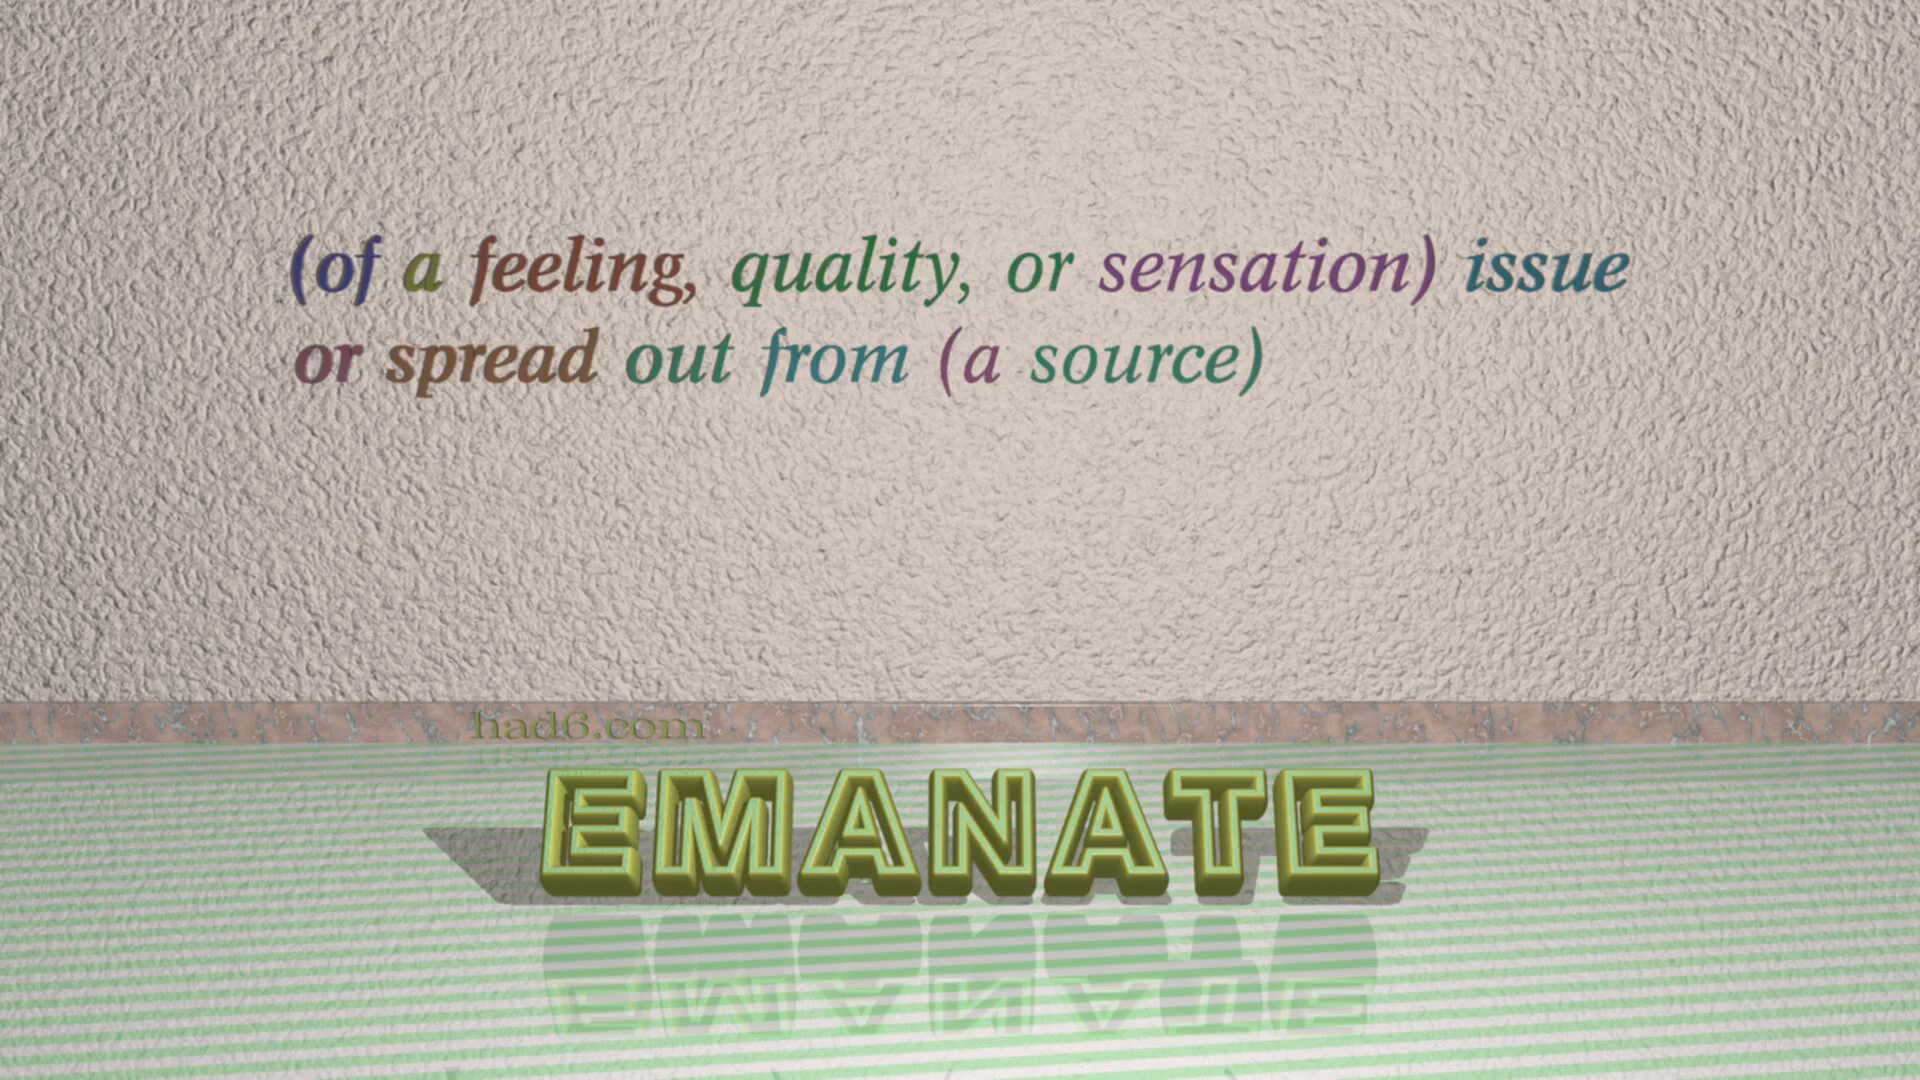 (of a feeling, quality, or sensation) issue
or spread out from (a source)
had6.com
EMANATE